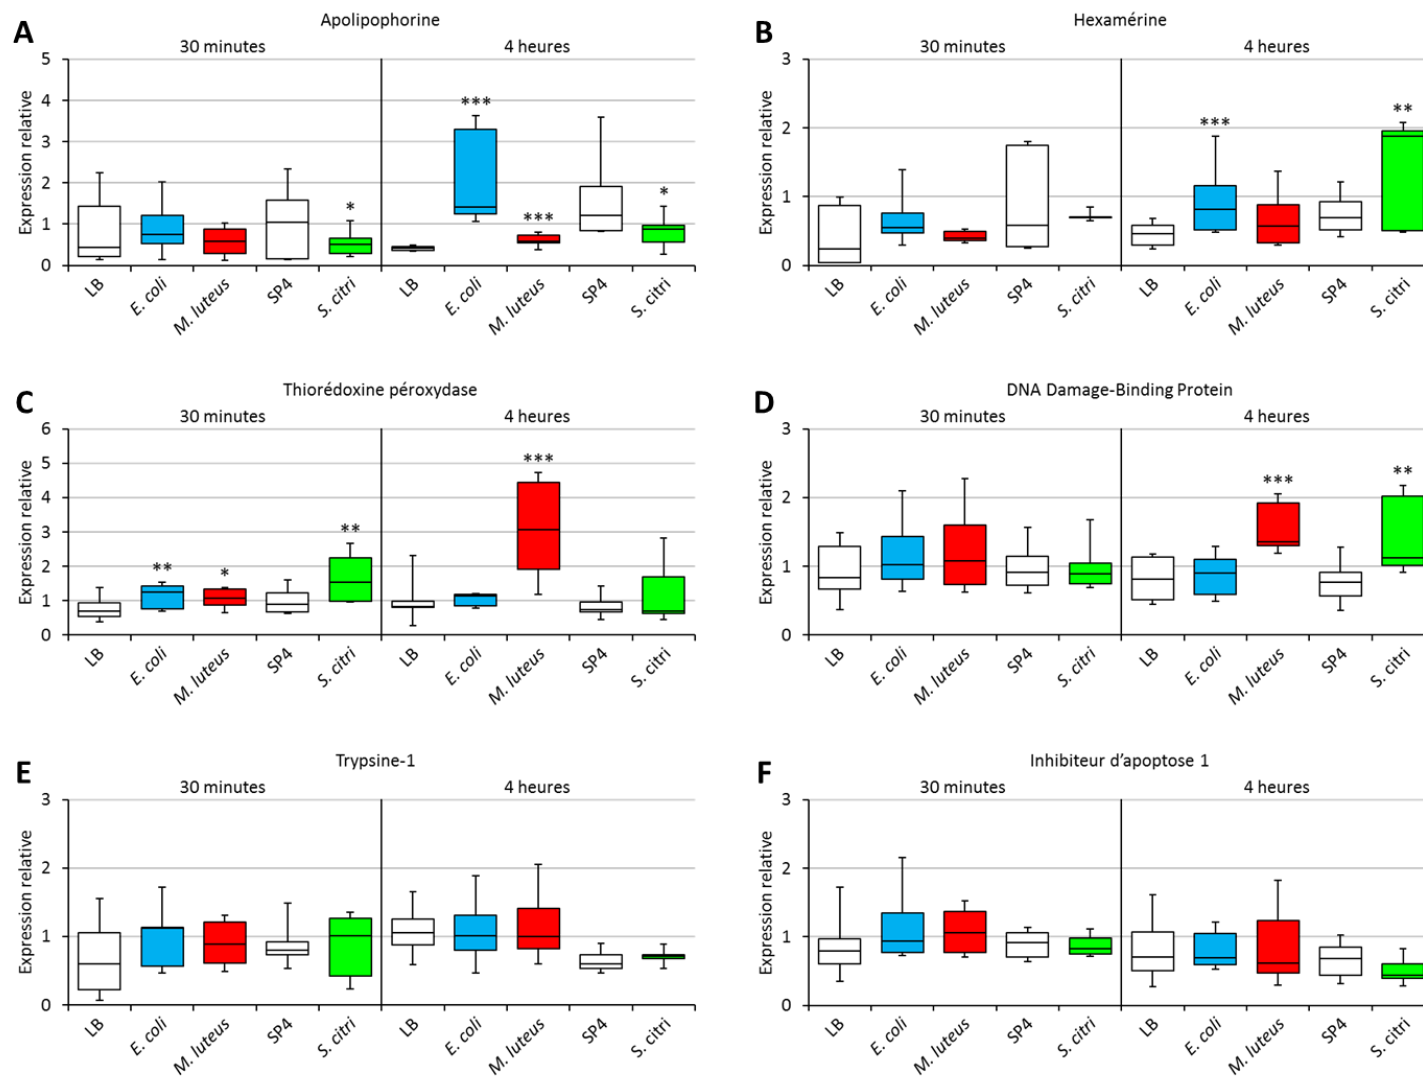 A
Apolipophorine
30 minutes
4 heures
Expression relative
5
4
3
2
1
0
***
***
*
*
LB
E. coli
M. luteus
SP4
S. citri
LB
E. coli
M. luteus
SP4
S. citri
B
Hexamérine
30 minutes
4 heures
Expression relative
3
2
1
0
***
**
LB
E. coli
M. luteus
SP4
S. citri
LB
E. coli
M. luteus
SP4
S. citri
C
Thiorédoxine péroxydase
30 minutes
4 heures
Expression relative
6
5
4
3
2
1
0
**
*
**
***
LB
E. coli
M. luteus
SP4
S. citri
LB
E. coli
M. luteus
SP4
S. citri
D
DNA Damage-Binding Protein
30 minutes
4 heures
Expression relative
3
2
1
0
***
**
LB
E. coli
M. luteus
SP4
S. citri
LB
E. coli
M. luteus
SP4
S. citri
E
Trypsine-1
30 minutes
4 heures
Expression relative
3
2
1
0
LB
E. coli
M. luteus
SP4
S. citri
LB
E. coli
M. luteus
SP4
S. citri
F
Inhibiteur d'apoptose 1
30 minutes
4 heures
Expression relative
3
2
1
0
LB
E. coli
M. luteus
SP4
S. citri
LB
E. coli
M. luteus
SP4
S. citri